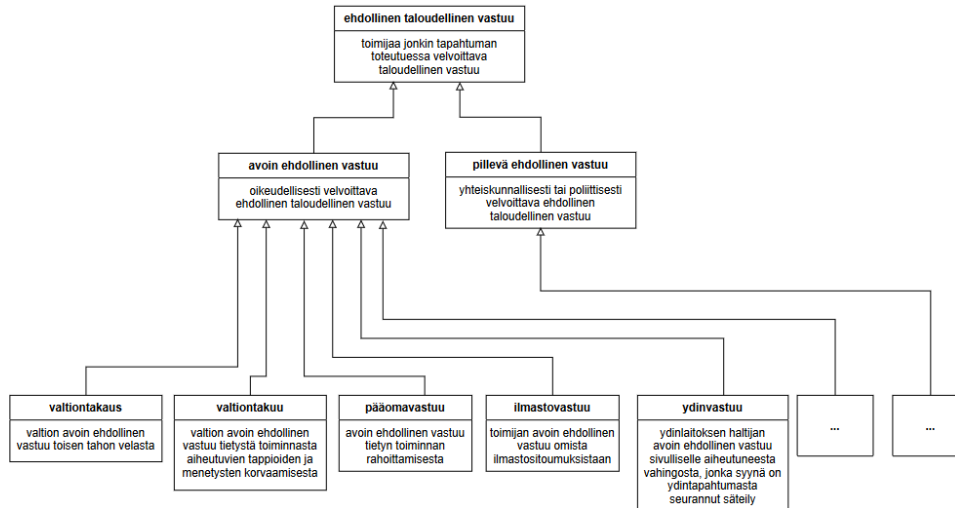 ehdollinen taloudellinen vastuu
toimijaa jonkin tapahtuman
toteutuessa velvoittava
taloudellinen vastuu
avoin ehdollinen vastuu
oikeudellisesti velvoittava
ehdollinen taloudellinen vastuu
pillevä ehdollinen vastuu
yhteiskunnallisesti tai poliittisesti
velvoittava ehdollinen
taloudellinen vastuu
valtiontakaus
valtion avoin ehdollinen
vastuu toisen tahon velasta
valtiontakuu
valtion avoin ehdollinen
vastuu tietystä toiminnasta
aiheutuvien tappioiden ja
menetysten korvaamisesta
pääomavastuu
avoin ehdollinen vastuu
tietyn toiminnan
rahoittamisesta
ilmastovastuu
toimijan avoin ehdollinen
vastuu omista
ilmastositoumuksistaan
ydinvastuu
ydinlaitoksen haltijan
avoin ehdollinen vastuu
sivulliselle aiheutuneesta
vahingosta, jonka syynä on
ydintapahtumasta
seurannut säteily
...
...